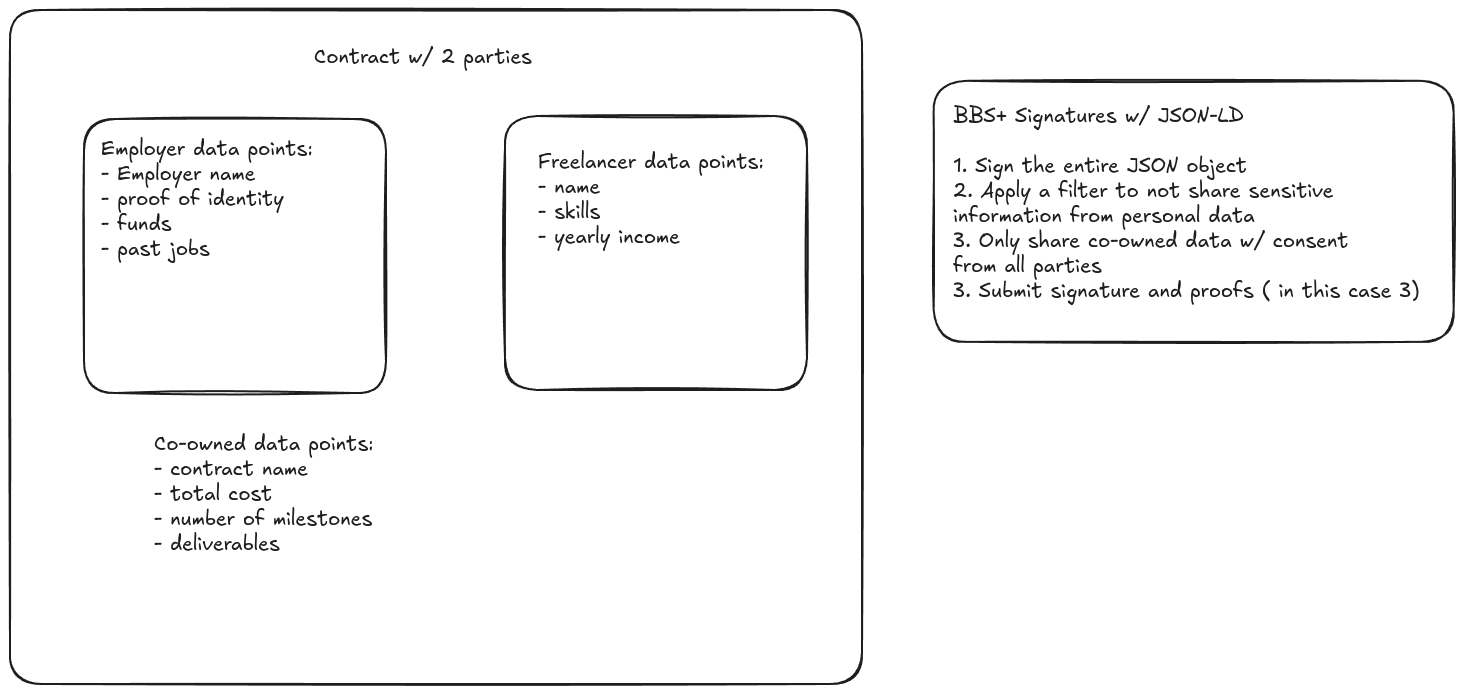 Contract w/ 2 parties
Employer data points:
- Employer name
- proof of identity
- funds
- past jobs
Freelancer data points:
- name
- skills
- yearly income
Co-owned data points:
- contract name
- total cost
- number of milestones
- deliverables
BBS+ Signatures w/ JSON-LD
1. Sign the entire JSON object
2. Apply a filter to not share sensitive
information from personal data
3. Only share co-owned data w/ consent
from all parties
3. Submit signature and proofs ( in this case 3)